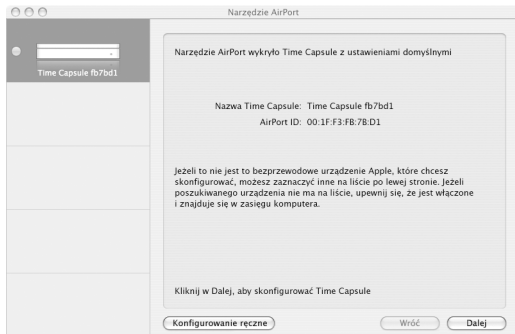 Narzędzie AirPort
Time Capsule fb7bd1
Narzędzie AirPort wykryło Time Capsule z ustawieniami domyślnymi
Nazwa Time Capsule: Time Capsule fb7bd1
AirPort ID: 00:1F:F3:FB:7B:D1
Jeżeli to nie jest to bezprzewodowe urządzenie Apple, które chcesz
skonfigurować, możesz zaznaczyć inne na liście po lewej stronie. Jeżeli
poszukiwanego urządzenia nie ma na liście, upewnij się, że jest włączone
i znajduje się w zasięgu komputera.
Kliknij w Dalej, aby skonfigurować Time Capsule
Konfigurowanie ręczne
Wróć
Dalej